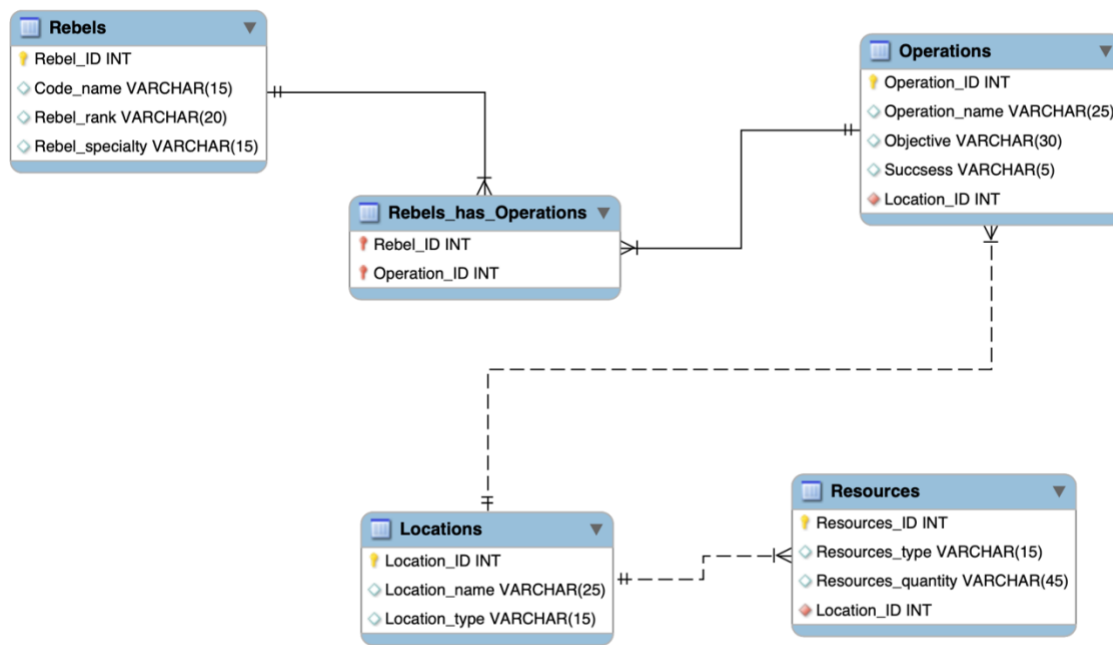 Rebels
Rebel_ID INT
Code_name VARCHAR(15)
Rebel_rank VARCHAR(20)
Rebel_specialty VARCHAR(15)
Operations
Operation_ID INT
Operation_name VARCHAR(25)
Objective VARCHAR(30)
Succsess VARCHAR(5)
Location_ID INT
Rebels_has_Operations
Rebel_ID INT
Operation_ID INT
Locations
Location_ID INT
Location_name VARCHAR(25)
Location_type VARCHAR(15)
Resources
Resources_ID INT
Resources_type VARCHAR(15)
Resources_quantity VARCHAR(45)
Location_ID INT